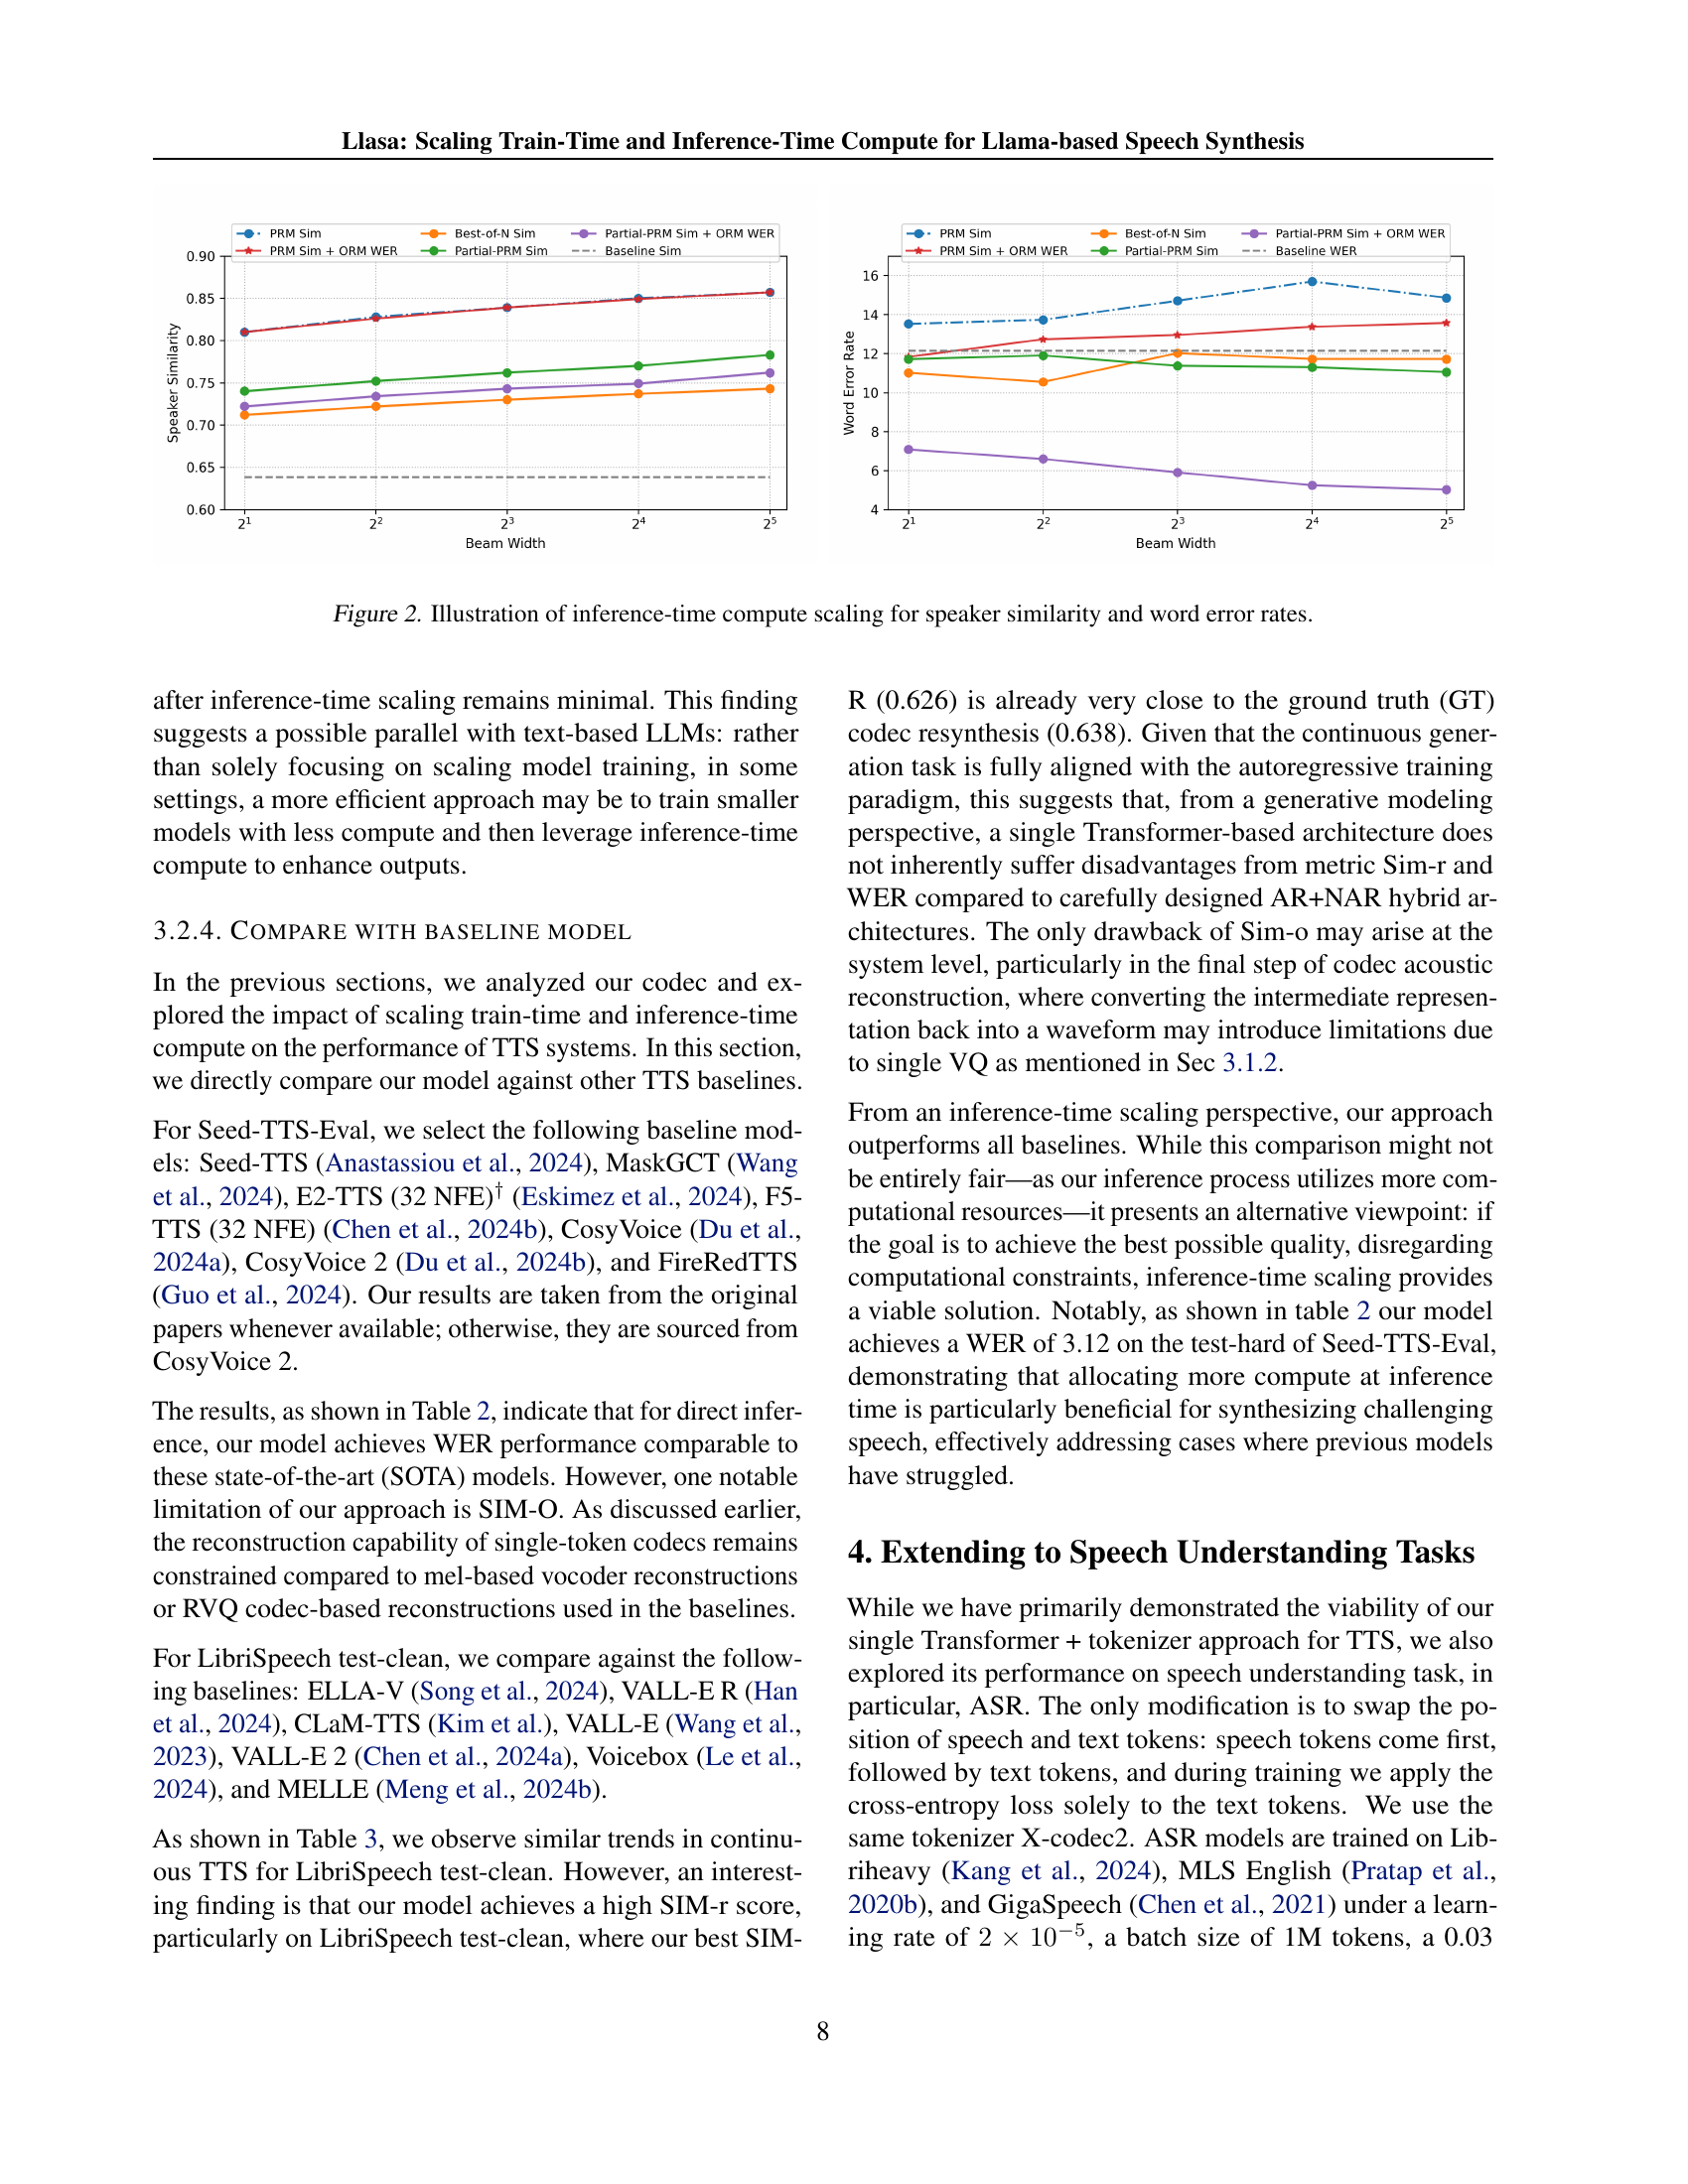 Llasa: Scaling Train-Time and Inference-Time Compute for Llama-based Speech Synthesis
PRM Sim
PRM Sim + ORM WER
Best-of-N Sim
Partial-PRM Sim
Partial-PRM Sim + ORM WER
Baseline Sim
0.90
0.85
0.80
0.75
0.70
0.65
0.60
Speaker Similarity
2¹ 2² 2³ 2⁴ 2⁵
Beam Width
PRM Sim
PRM Sim + ORM WER
Best-of-N Sim
Partial-PRM Sim
Partial-PRM Sim + ORM WER
Baseline WER
16
14
12
10
8
6
4
Word Error Rate
2¹ 2² 2³ 2⁴ 2⁵
Beam Width
Figure 2. Illustration of inference-time compute scaling for speaker similarity and word error rates.
after inference-time scaling remains minimal. This finding
suggests a possible parallel with text-based LLMs: rather
than solely focusing on scaling model training, in some
settings, a more efficient approach may be to train smaller
models with less compute and then leverage inference-time
compute to enhance outputs.
3.2.4. COMPARE WITH BASELINE MODEL
In the previous sections, we analyzed our codec and ex-
plored the impact of scaling train-time and inference-time
compute on the performance of TTS systems. In this section,
we directly compare our model against other TTS baselines.
For Seed-TTS-Eval, we select the following baseline mod-
els: Seed-TTS (Anastassiou et al., 2024), MaskGCT (Wang
et al., 2024), E2-TTS (32 NFE)† (Eskimez et al., 2024), F5-
TTS (32 NFE) (Chen et al., 2024b), CosyVoice (Du et al.,
2024a), CosyVoice 2 (Du et al., 2024b), and FireRedTTS
(Guo et al., 2024). Our results are taken from the original
papers whenever available; otherwise, they are sourced from
CosyVoice 2.
The results, as shown in Table 2, indicate that for direct infer-
ence, our model achieves WER performance comparable to
these state-of-the-art (SOTA) models. However, one notable
limitation of our approach is SIM-O. As discussed earlier,
the reconstruction capability of single-token codecs remains
constrained compared to mel-based vocoder reconstructions
or RVQ codec-based reconstructions used in the baselines.
For LibriSpeech test-clean, we compare against the follow-
ing baselines: ELLA-V (Song et al., 2024), VALL-E R (Han
et al., 2024), CLaM-TTS (Kim et al.), VALL-E (Wang et al.,
2023), VALL-E 2 (Chen et al., 2024a), Voicebox (Le et al.,
2024), and MELLE (Meng et al., 2024b).
As shown in Table 3, we observe similar trends in continu-
ous TTS for LibriSpeech test-clean. However, an interest-
ing finding is that our model achieves a high SIM-r score,
particularly on LibriSpeech test-clean, where our best SIM-
R (0.626) is already very close to the ground truth (GT)
codec resynthesis (0.638). Given that the continuous gener-
ation task is fully aligned with the autoregressive training
paradigm, this suggests that, from a generative modeling
perspective, a single Transformer-based architecture does
not inherently suffer disadvantages from metric Sim-r and
WER compared to carefully designed AR+NAR hybrid ar-
chitectures. The only drawback of Sim-o may arise at the
system level, particularly in the final step of codec acoustic
reconstruction, where converting the intermediate represen-
tation back into a waveform may introduce limitations due
to single VQ as mentioned in Sec 3.1.2.
From an inference-time scaling perspective, our approach
outperforms all baselines. While this comparison might not
be entirely fair—as our inference process utilizes more com-
putational resources—it presents an alternative viewpoint: if
the goal is to achieve the best possible quality, disregarding
computational constraints, inference-time scaling provides
a viable solution. Notably, as shown in table 2 our model
achieves a WER of 3.12 on the test-hard of Seed-TTS-Eval,
demonstrating that allocating more compute at inference
time is particularly beneficial for synthesizing challenging
speech, effectively addressing cases where previous models
have struggled.
4. Extending to Speech Understanding Tasks
While we have primarily demonstrated the viability of our
single Transformer + tokenizer approach for TTS, we also
explored its performance on speech understanding task, in
particular, ASR. The only modification is to swap the po-
sition of speech and text tokens: speech tokens come first,
followed by text tokens, and during training we apply the
cross-entropy loss solely to the text tokens. We use the
same tokenizer X-codec2. ASR models are trained on Lib-
riheavy (Kang et al., 2024), MLS English (Pratap et al.,
2020b), and GigaSpeech (Chen et al., 2021) under a learn-
ing rate of 2 × 10⁻⁵, a batch size of 1M tokens, a 0.03
8